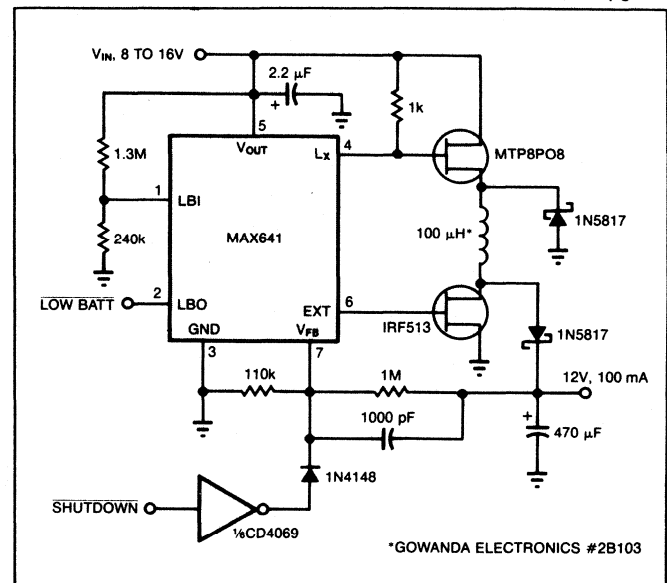 VIN, 8 TO 16V
2.2 µF
+
1k
5
VOUT
LX
4
MTP8PO8
1.3M
1
LBI
MAX641
100 µH*
1N5817
240k
LOW BATT
2
LBO
EXT
6
IRF513
GND
VFB
3
7
1N5817
110k
1M
12V, 100 mA
1000 pF
+
470 µF
1N4148
SHUTDOWN
⅙CD4069
*GOWANDA ELECTRONICS #2B103